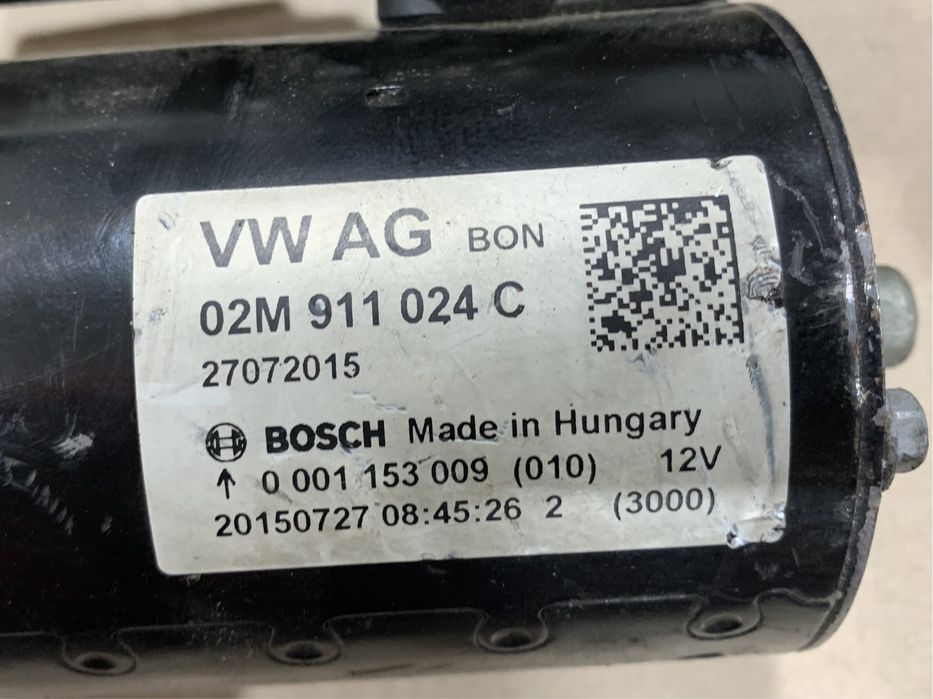 VW AG BON
02M 911 024 C
27072015
BOSCH Made in Hungary
↑ 0 001 153 009 (010) 12V
20150727 08:45:26 2 (3000)